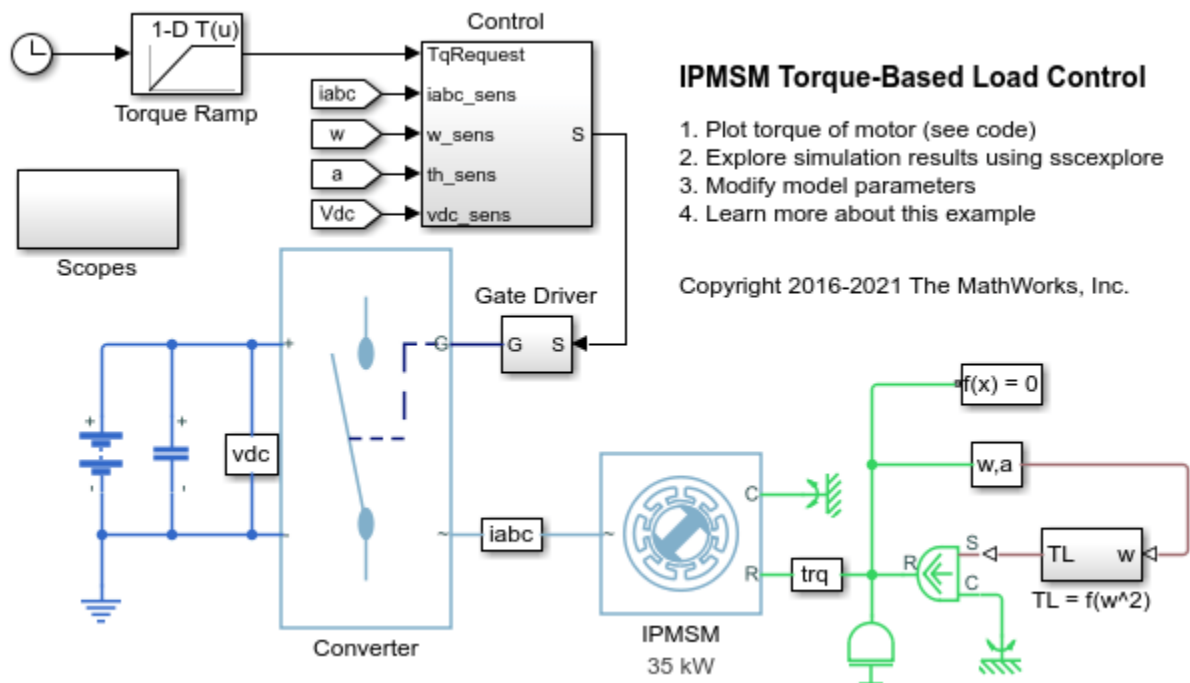 Control
1-D T(u)
Torque Ramp
TqRequest
iabc
iabc_sens
w
w_sens
S
a
th_sens
Vdc
vdc_sens
IPMSM Torque-Based Load Control
1. Plot torque of motor (see code)
2. Explore simulation results using sscexplore
3. Modify model parameters
4. Learn more about this example
Copyright 2016-2021 The MathWorks, Inc.
Scopes
Gate Driver
G
G
S
+
+
+
-
-
-
vdc
~
iabc
~
C
R
IPMSM
35 kW
Converter
trq
f(x) = 0
w,a
R
S
C
TL
w
TL = f(w^2)